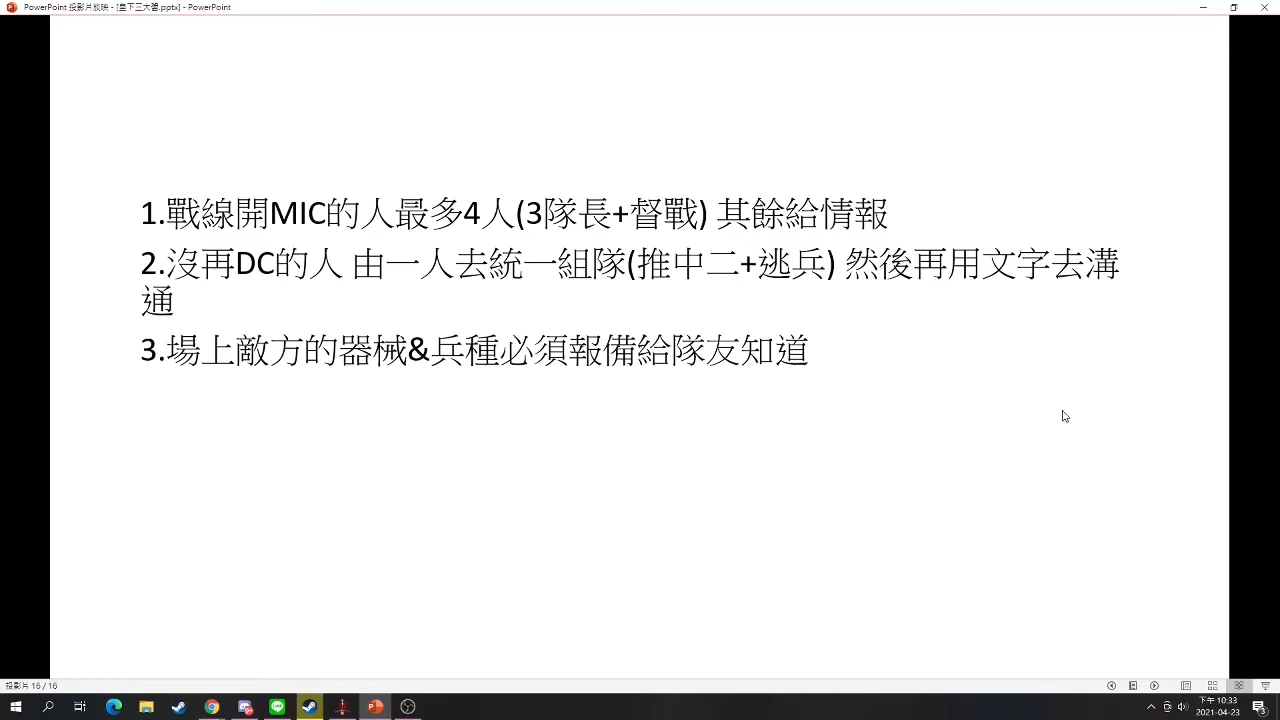 PowerPoint 投影片放映 - [皇下三大礎.pptx] - PowerPoint
1.戰線開MIC的人最多4人(3隊長+督戰) 其餘給情報
2.沒再DC的人 由一人去統一組隊(推中二+逃兵) 然後再用文字去溝
通
3.場上敵方的器械&兵種必須報備給隊友知道
投影片 16 / 16
下午 10:33
2021-04-23